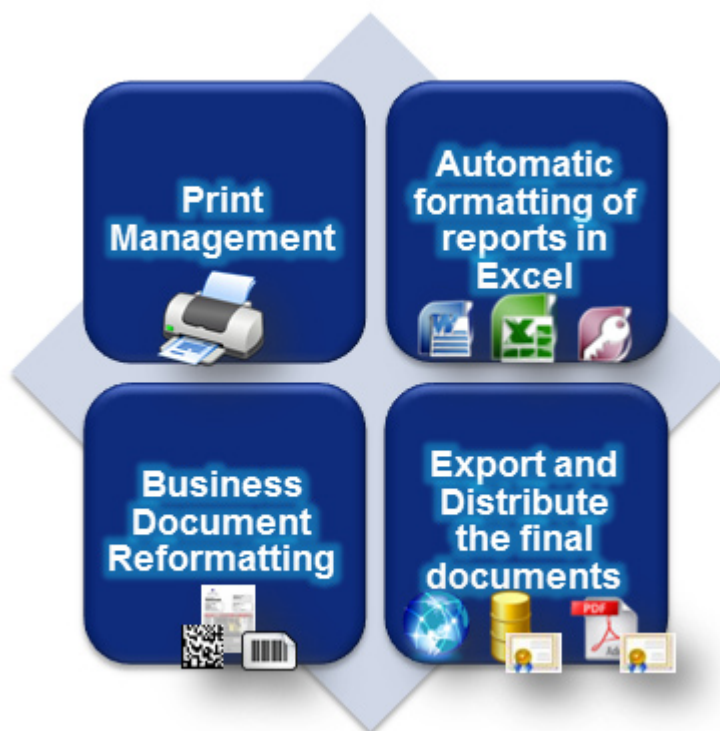 Print
Management
Automatic
formatting of
reports in
Excel
Business
Document
Reformatting
Export and
Distribute
the final
documents
PDF